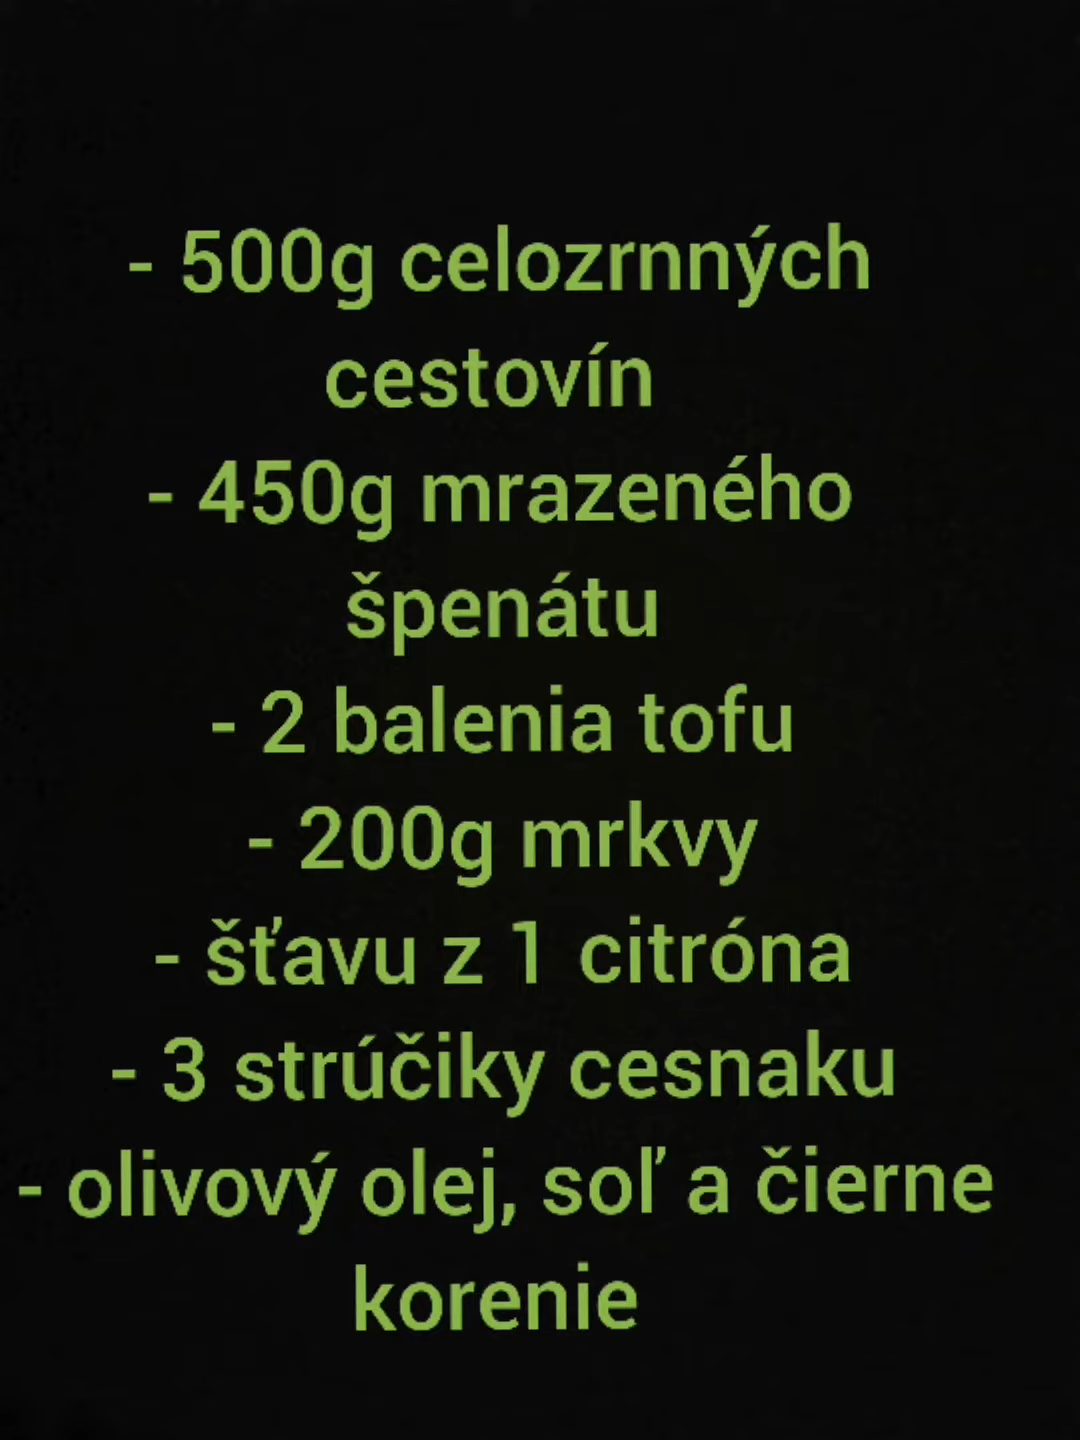 - 500g celozrnných
cestovín
- 450g mrazeného
špenátu
- 2 balenia tofu
- 200g mrkvy
- šťavu z 1 citróna
- 3 strúčiky cesnaku
- olivový olej, soľ a čierne
korenie